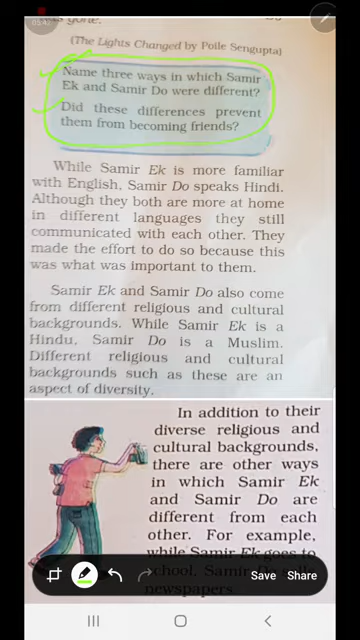 (The Lights Changed by Poile Sengupta)
Name three ways in which Samir
Ek and Samir Do were different?
Did these differences prevent
them from becoming friends?
While Samir Ek is more familiar
with English, Samir Do speaks Hindi.
Although they both are more at home
in different languages they still
communicated with each other. They
made the effort to do so because this
was what was important to them.
Samir Ek and Samir Do also come
from different religious and cultural
backgrounds. While Samir Ek is a
Hindu, Samir Do is a Muslim.
Different religious and cultural
backgrounds such as these are an
aspect of diversity.
In addition to their
diverse religious and
cultural backgrounds,
there are other ways
in which Samir Ek
and Samir Do are
different from each
other. For example,
while Samir Ek goes to
school, Samir Do
newspapers.
Save Share